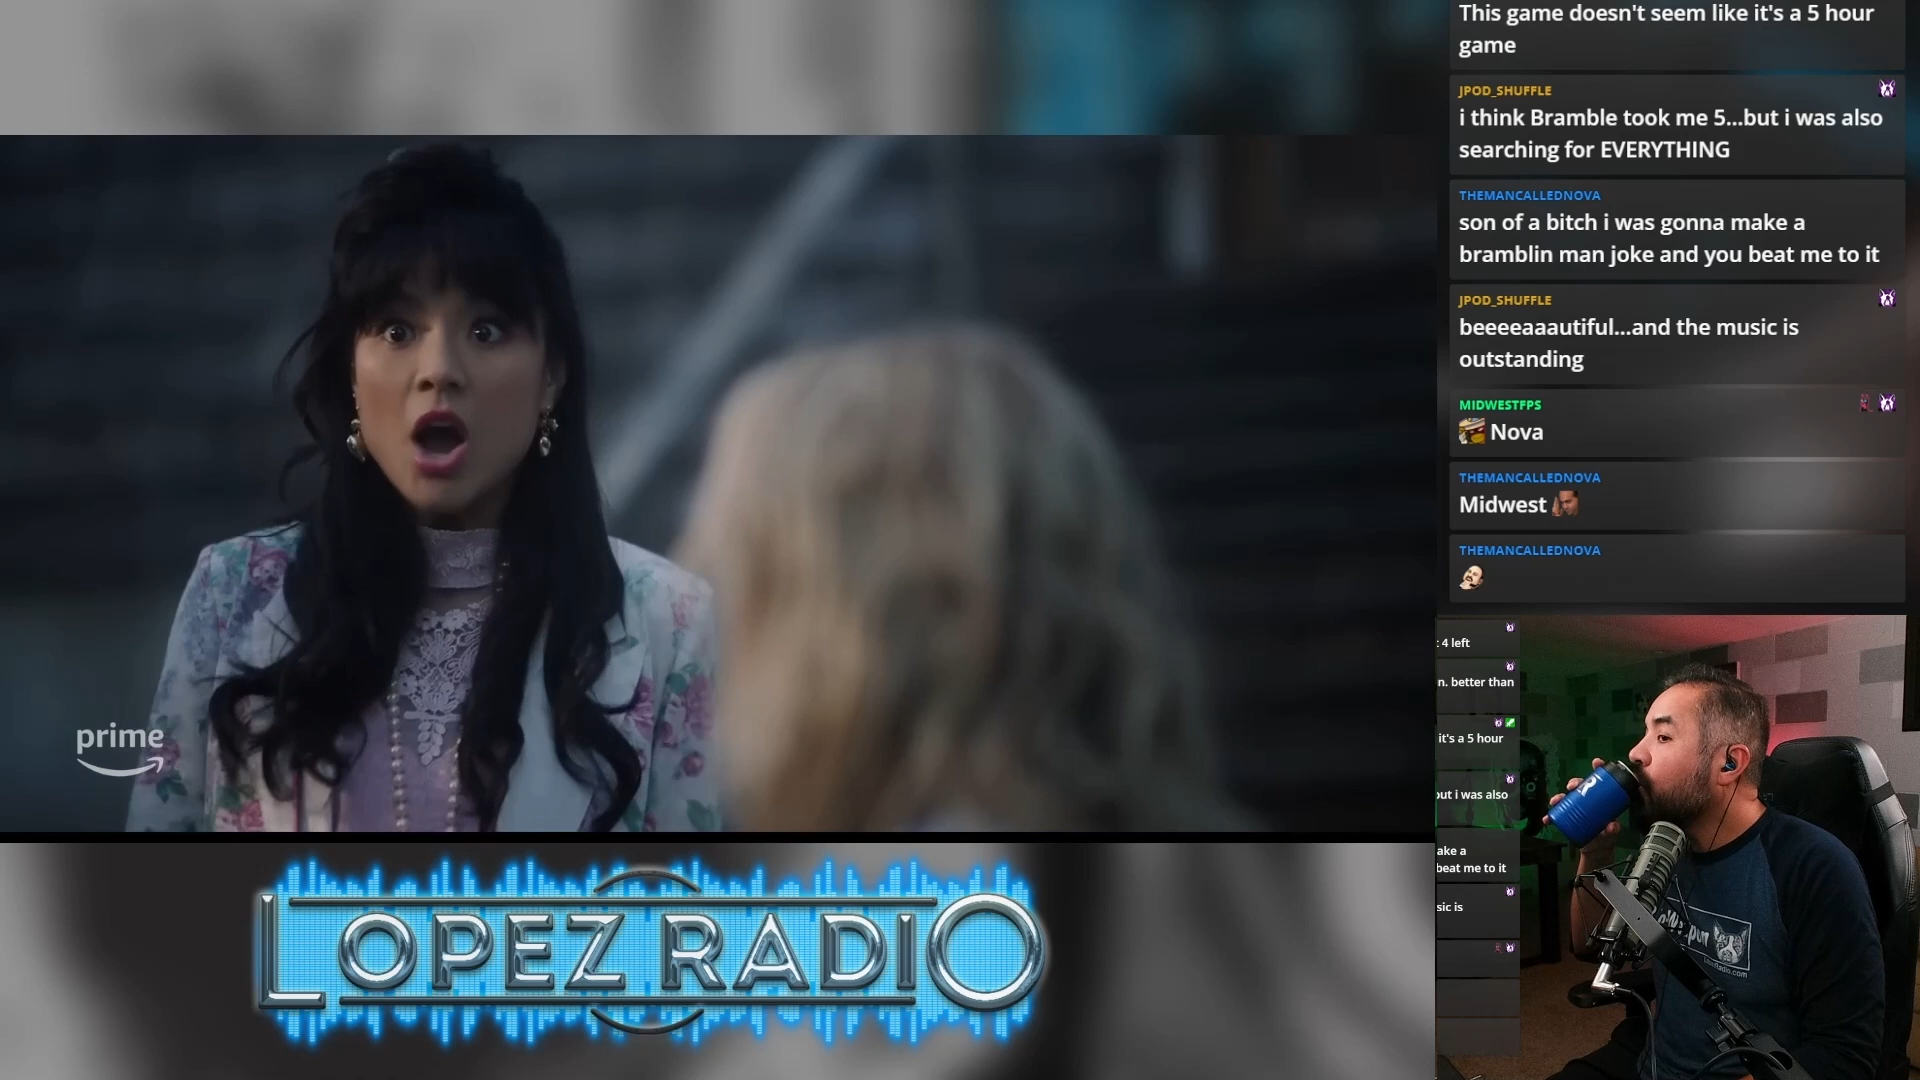 This game doesn't seem like it's a 5 hour
game
JPOD_SHUFFLE
i think Bramble took me 5...but i was also
searching for EVERYTHING
THEMANCALLEDNOVA
son of a bitch i was gonna make a
bramblin man joke and you beat me to it
JPOD_SHUFFLE
beeeeaaautiful...and the music is
outstanding
MIDWESTFPS
Nova
THEMANCALLEDNOVA
Midwest
THEMANCALLEDNOVA
prime
LOPEZ RADIO
4 left
n. better than
it's a 5 hour
out i was also
ake a
beat me to it
sic is